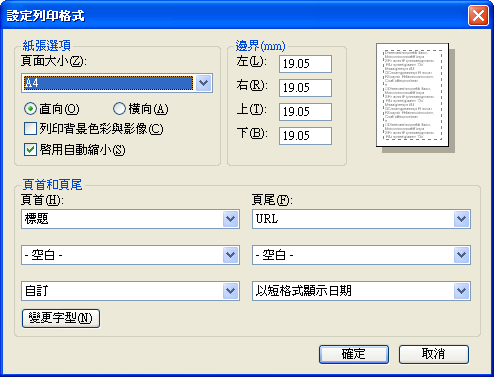 設定列印格式
紙張選項
頁面大小(Z):
A4
直向(O) 橫向(A)
列印背景色彩與影像(C)
啓用自動縮小(S)
邊界(mm)
左(L): 19.05
右(R): 19.05
上(T): 19.05
下(B): 19.05
頁首和頁尾
頁首(H): 頁尾(F):
標題 URL
- 空白 - - 空白 -
自訂 以短格式顯示日期
變更字型(N)
確定 取消